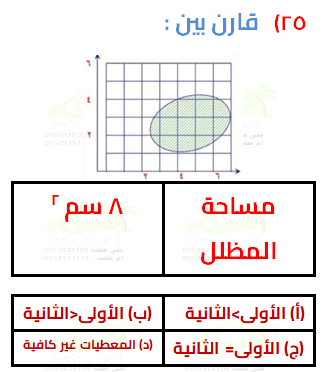 ٢٥) قارن بين :
٦
٤
٢
٢ ٤ ٦
مساحة المظلل
٨ سم ٢
(أ) الأولى>الثانية
(ب) الأولى<الثانية
(ج) الأولى= الثانية
(د) المعطيات غير كافية